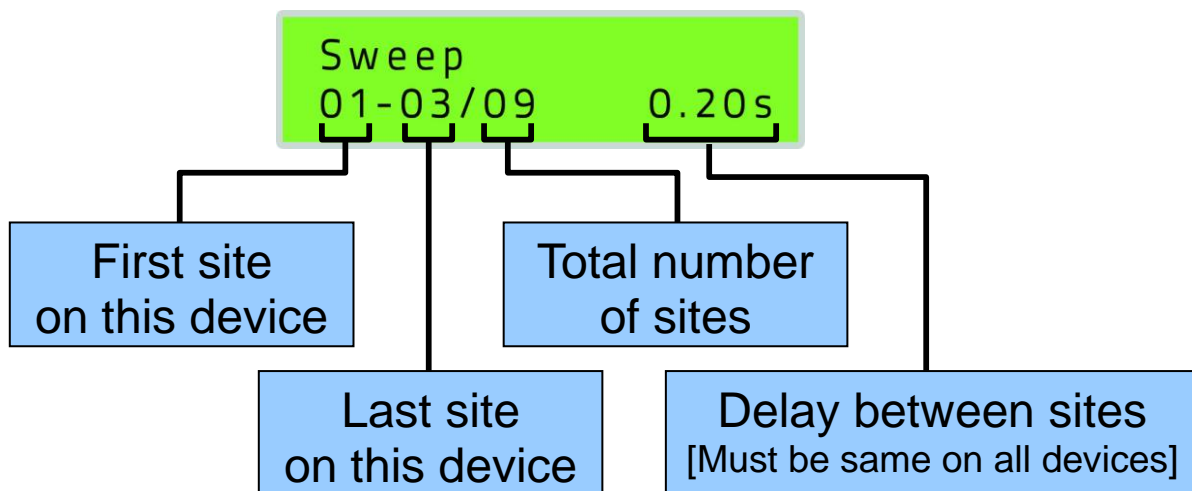 Sweep
01-03/09 0.20s
First site
on this device
Total number
of sites
Last site
on this device
Delay between sites
[Must be same on all devices]